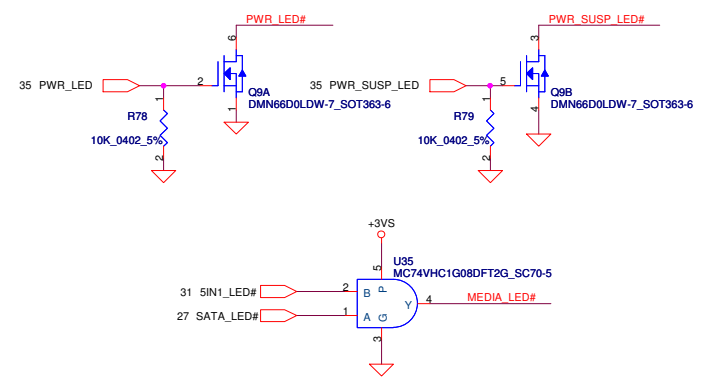 PWR_LED#
PWR_SUSP_LED#
6
3
35 PWR_LED
2
Q9A
DMN66D0LDW-7_SOT363-6
35 PWR_SUSP_LED
5
Q9B
DMN66D0LDW-7_SOT363-6
1
1
1
4
R78
10K_0402_5%
R79
10K_0402_5%
2
2
+3VS
5
U35
MC74VHC1G08DFT2G_SC70-5
31 5IN1_LED#
2
B
P
Y
4
MEDIA_LED#
27 SATA_LED#
1
A
G
3